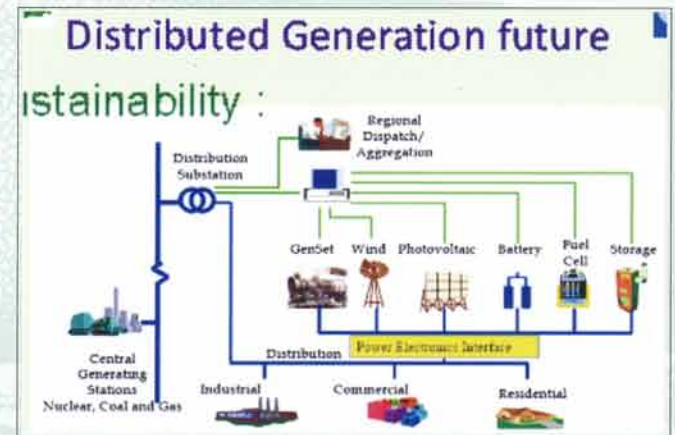 Distributed Generation future
ustainability :
Regional
Dispatch/
Aggregation
Distribution
Substation
GenSet
Wind
Photovoltaic
Battery
Fuel
Cell
Storage
Power Electronics Interface
Distribution
Central
Generating
Stations
Nuclear, Coal and Gas
Industrial
Commercial
Residential